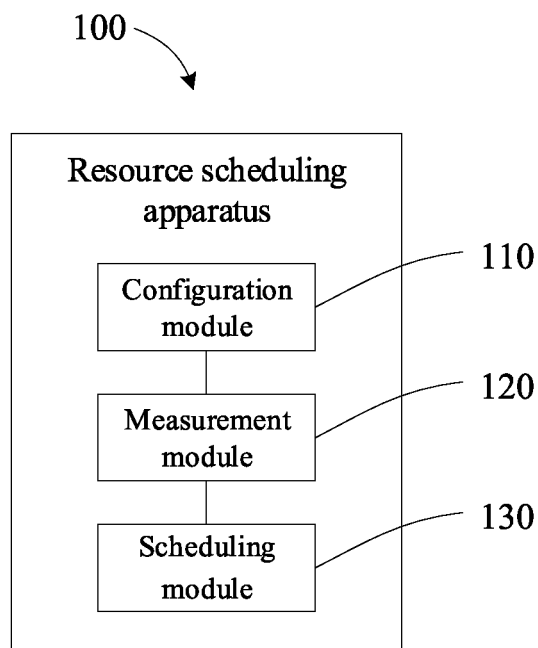 100
Resource scheduling
apparatus
110
Configuration
module
120
Measurement
module
130
Scheduling
module